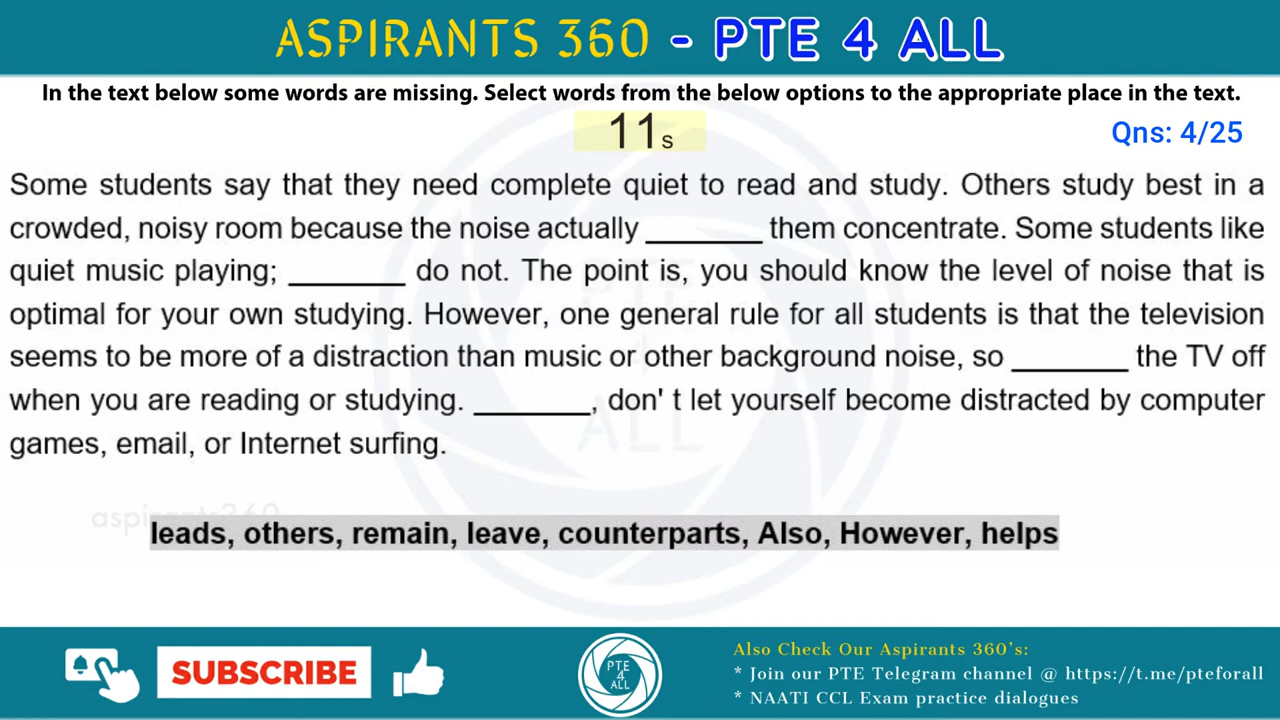 ASPIRANTS 360 - PTE 4 ALL
In the text below some words are missing. Select words from the below options to the appropriate place in the text.
11s
Qns: 4/25
Some students say that they need complete quiet to read and study. Others study best in a
crowded, noisy room because the noise actually _______ them concentrate. Some students like
quiet music playing; _______ do not. The point is, you should know the level of noise that is
optimal for your own studying. However, one general rule for all students is that the television
seems to be more of a distraction than music or other background noise, so _______ the TV off
when you are reading or studying. _______, don' t let yourself become distracted by computer
games, email, or Internet surfing.
aspirants360
leads, others, remain, leave, counterparts, Also, However, helps
SUBSCRIBE
PTE
4
ALL
Also Check Our Aspirants 360's:
* Join our PTE Telegram channel @ https://t.me/pteforall
* NAATI CCL Exam practice dialogues